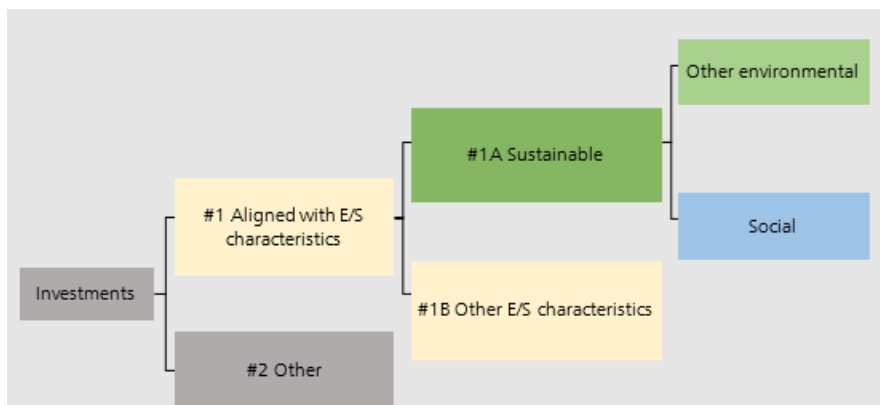 Other environmental
#1A Sustainable
#1 Aligned with E/S
characteristics
Social
Investments
#1B Other E/S characteristics
#2 Other